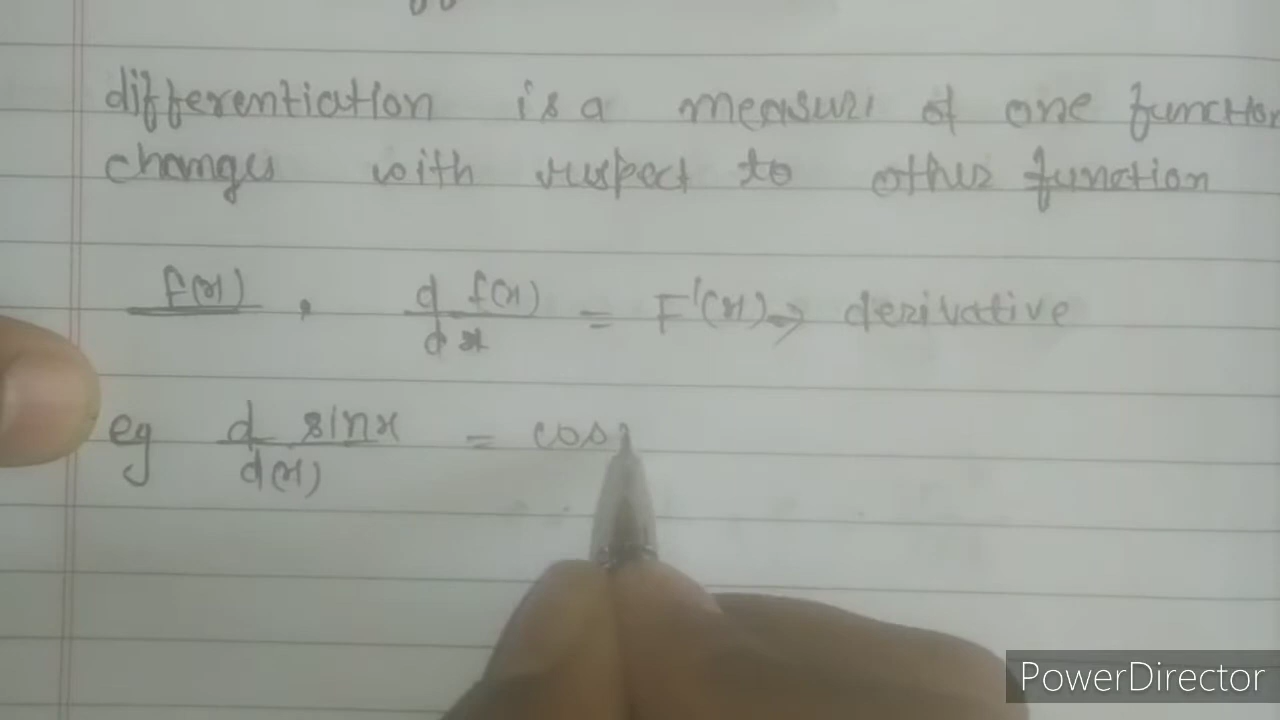 differentiation is a measure of one function
changes with respect to other function
f(x) , d f(x) = F'(x) → derivative
dx
eg d sinx = cos
d(x)
PowerDirector